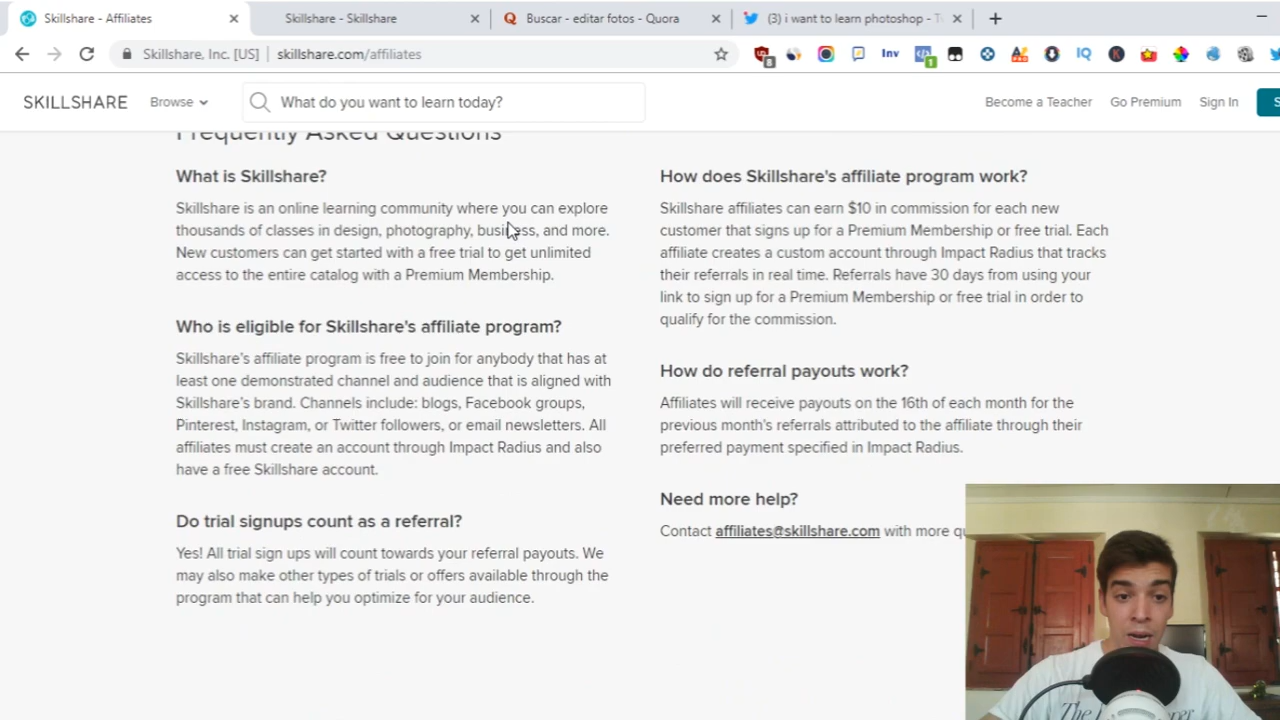 Skillshare - Affiliates
Skillshare - Skillshare
Buscar - editar fotos - Quora
(3) i want to learn photoshop - T
Skillshare, Inc. [US] | skillshare.com/affiliates
8
Inv
1
IQ
K
SKILLSHARE
Browse
What do you want to learn today?
Become a Teacher
Go Premium
Sign In
S
Frequently Asked Questions
What is Skillshare?
Skillshare is an online learning community where you can explore
thousands of classes in design, photography, business, and more.
New customers can get started with a free trial to get unlimited
access to the entire catalog with a Premium Membership.
Who is eligible for Skillshare's affiliate program?
Skillshare's affiliate program is free to join for anybody that has at
least one demonstrated channel and audience that is aligned with
Skillshare's brand. Channels include: blogs, Facebook groups,
Pinterest, Instagram, or Twitter followers, or email newsletters. All
affiliates must create an account through Impact Radius and also
have a free Skillshare account.
Do trial signups count as a referral?
Yes! All trial sign ups will count towards your referral payouts. We
may also make other types of trials or offers available through the
program that can help you optimize for your audience.
How does Skillshare's affiliate program work?
Skillshare affiliates can earn $10 in commission for each new
customer that signs up for a Premium Membership or free trial. Each
affiliate creates a custom account through Impact Radius that tracks
their referrals in real time. Referrals have 30 days from using your
link to sign up for a Premium Membership or free trial in order to
qualify for the commission.
How do referral payouts work?
Affiliates will receive payouts on the 16th of each month for the
previous month's referrals attributed to the affiliate through their
preferred payment specified in Impact Radius.
Need more help?
Contact affiliates@skillshare.com with more qu
The